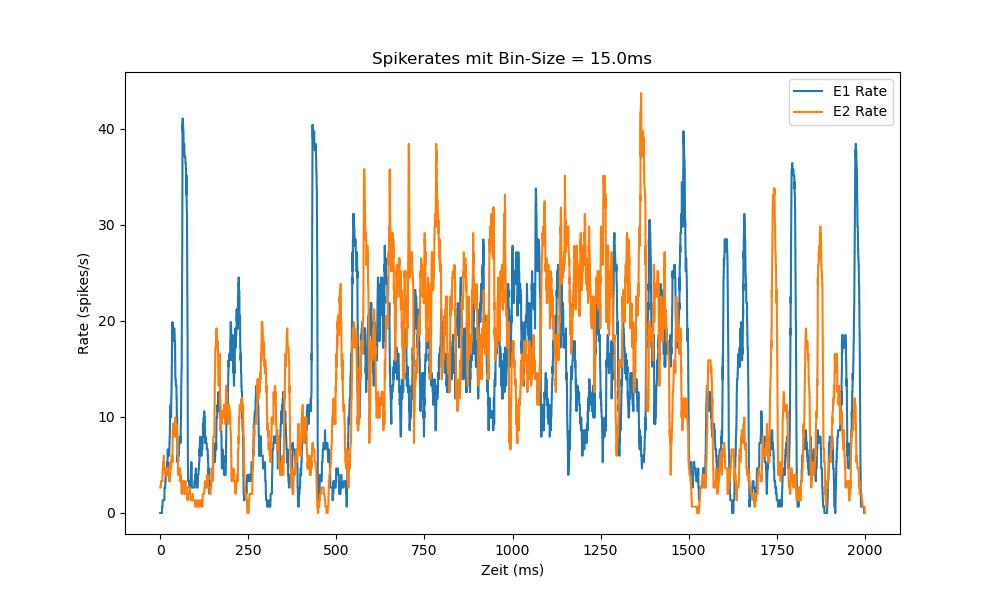 Spikerates mit Bin-Size = 15.0ms
E1 Rate
E2 Rate
40
30
20
10
0
Rate (spikes/s)
0 250 500 750 1000 1250 1500 1750 2000
Zeit (ms)